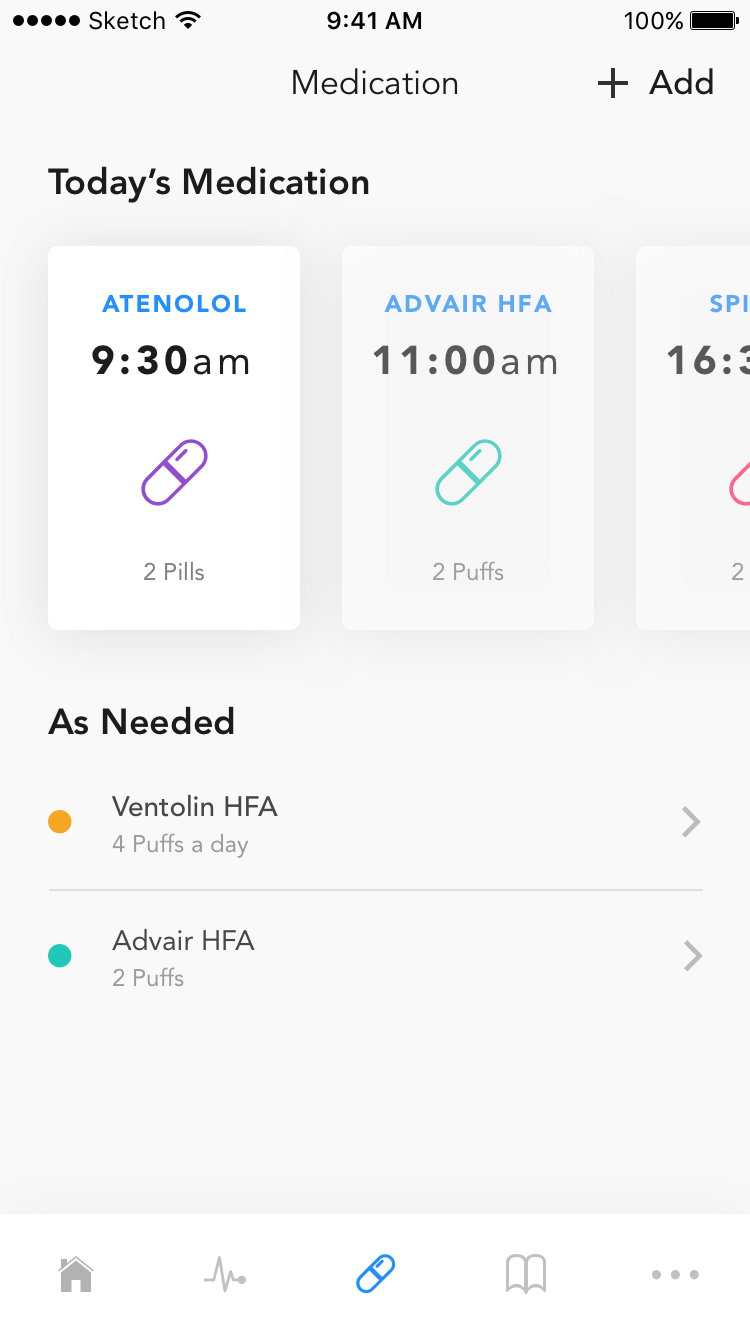 Sketch 9:41 AM 100%
Medication
Add
Today’s Medication
ATENOLOL
9:30am
2 Pills
ADVAIR HFA
11:00am
2 Puffs
SPI
16:3
2
As Needed
Ventolin HFA
4 Puffs a day
Advair HFA
2 Puffs